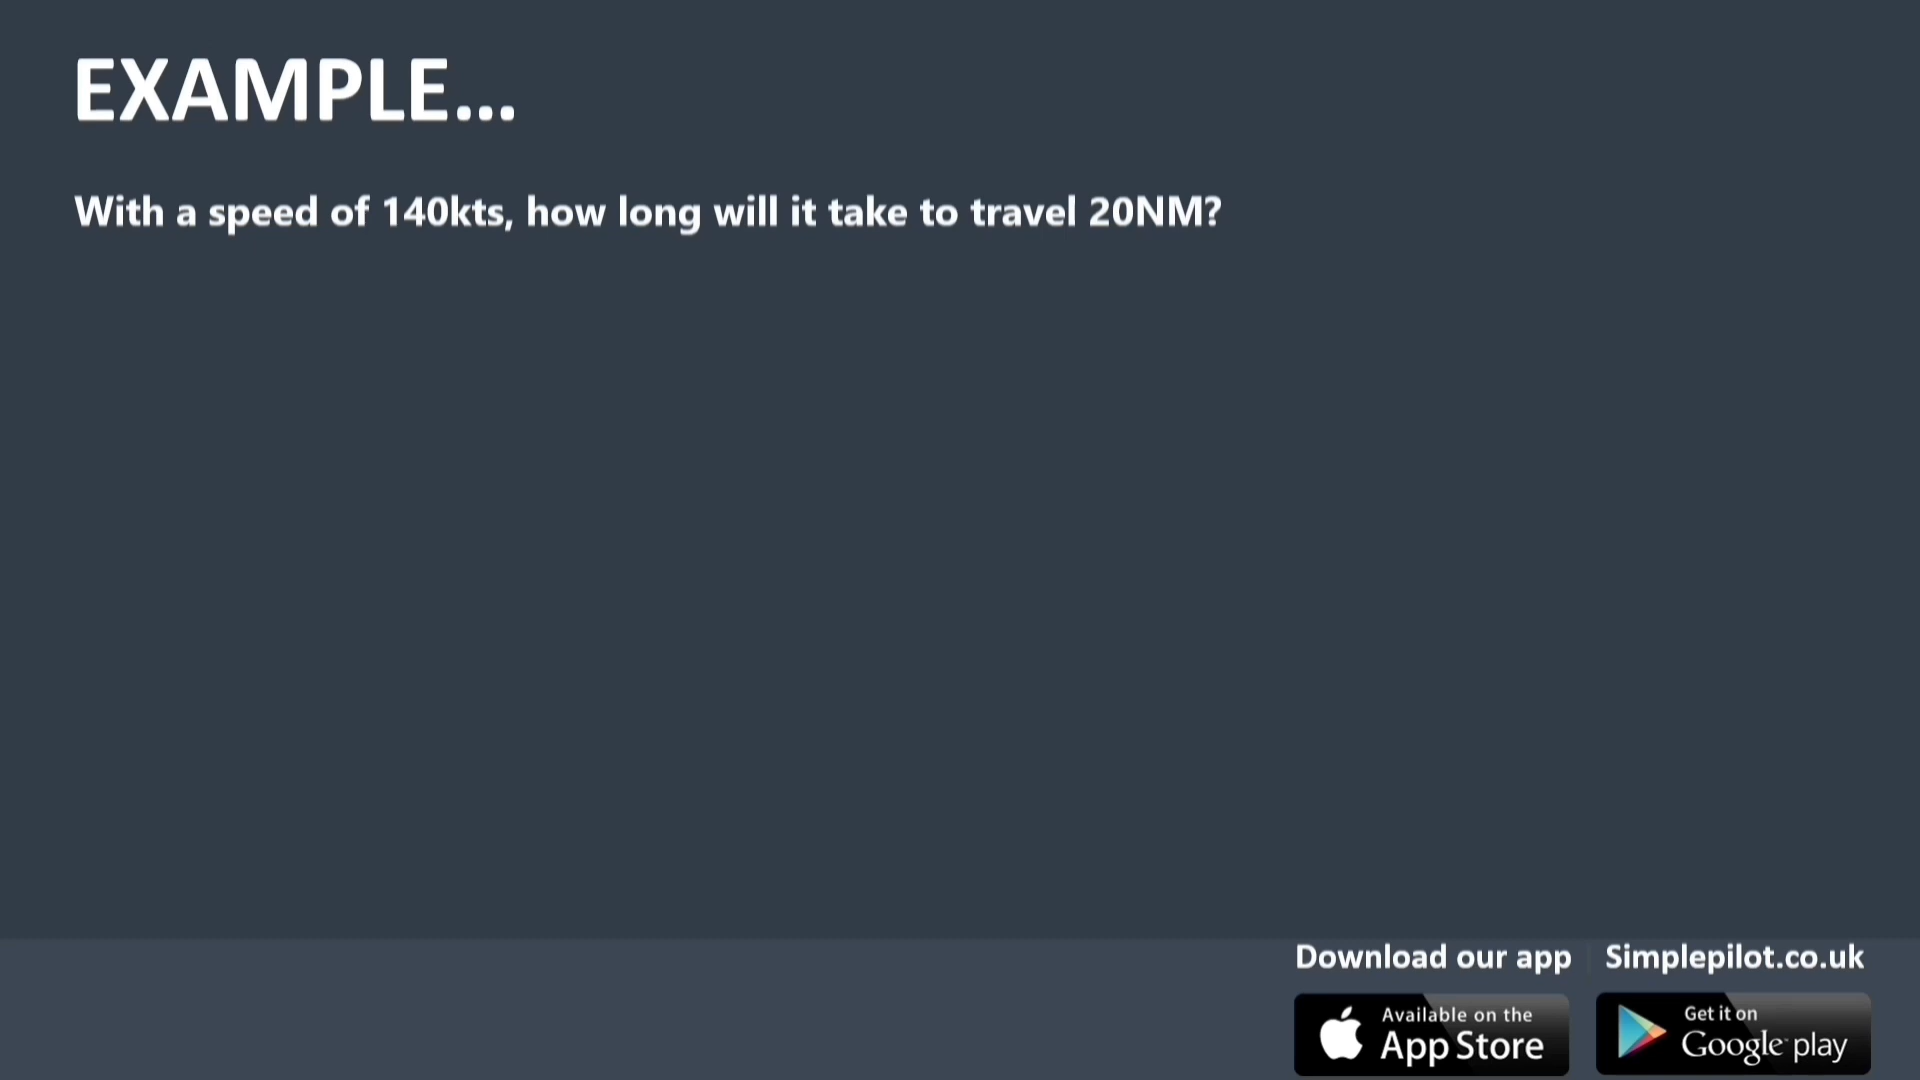 EXAMPLE...
With a speed of 140kts, how long will it take to travel 20NM?
Download our app
Simplepilot.co.uk
Available on the
App Store
Get it on
Google play